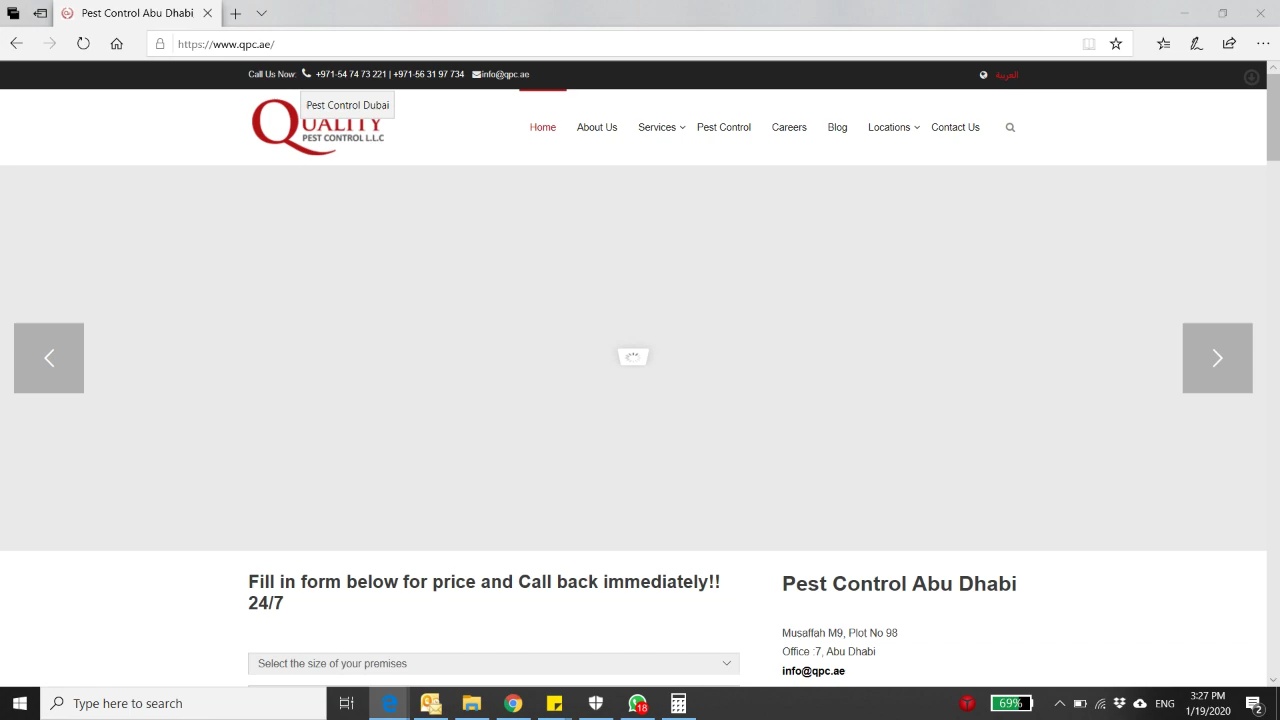 Pest Control Abu Dhabi
https://www.qpc.ae/
Call Us Now: +971-54 74 73 221 | +971-56 31 97 734 info@qpc.ae
العربية
Pest Control Dubai
QUALITY
PEST CONTROL L.L.C
Home About Us Services Pest Control Careers Blog Locations Contact Us
Fill in form below for price and Call back immediately!!
24/7
Select the size of your premises
Pest Control Abu Dhabi
Musaffah M9, Plot No 98
Office :7, Abu Dhabi
info@qpc.ae
Type here to search
18
69%
ENG
3:27 PM
1/19/2020
2